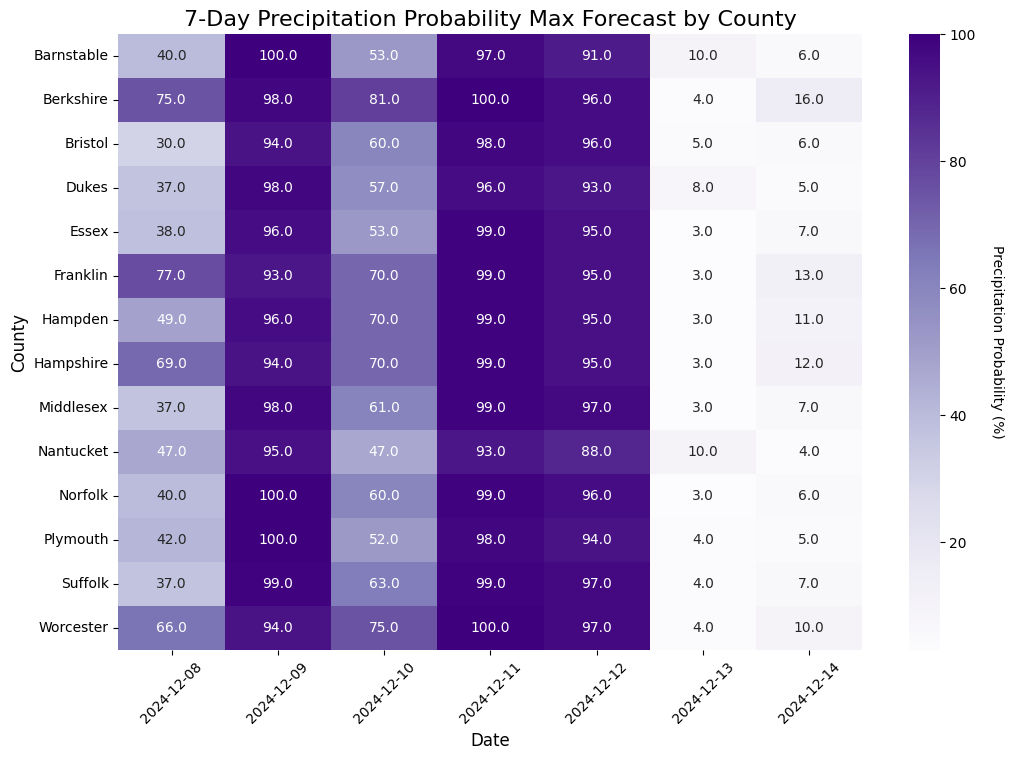 7-Day Precipitation Probability Max Forecast by County
County
Barnstable 40.0 100.0 53.0 97.0 91.0 10.0 6.0
Berkshire 75.0 98.0 81.0 100.0 96.0 4.0 16.0
Bristol 30.0 94.0 60.0 98.0 96.0 5.0 6.0
Dukes 37.0 98.0 57.0 96.0 93.0 8.0 5.0
Essex 38.0 96.0 53.0 99.0 95.0 3.0 7.0
Franklin 77.0 93.0 70.0 99.0 95.0 3.0 13.0
Hampden 49.0 96.0 70.0 99.0 95.0 3.0 11.0
Hampshire 69.0 94.0 70.0 99.0 95.0 3.0 12.0
Middlesex 37.0 98.0 61.0 99.0 97.0 3.0 7.0
Nantucket 47.0 95.0 47.0 93.0 88.0 10.0 4.0
Norfolk 40.0 100.0 60.0 99.0 96.0 3.0 6.0
Plymouth 42.0 100.0 52.0 98.0 94.0 4.0 5.0
Suffolk 37.0 99.0 63.0 99.0 97.0 4.0 7.0
Worcester 66.0 94.0 75.0 100.0 97.0 4.0 10.0
2024-12-08 2024-12-09 2024-12-10 2024-12-11 2024-12-12 2024-12-13 2024-12-14
Date
100
80
60
40
20
Precipitation Probability (%)